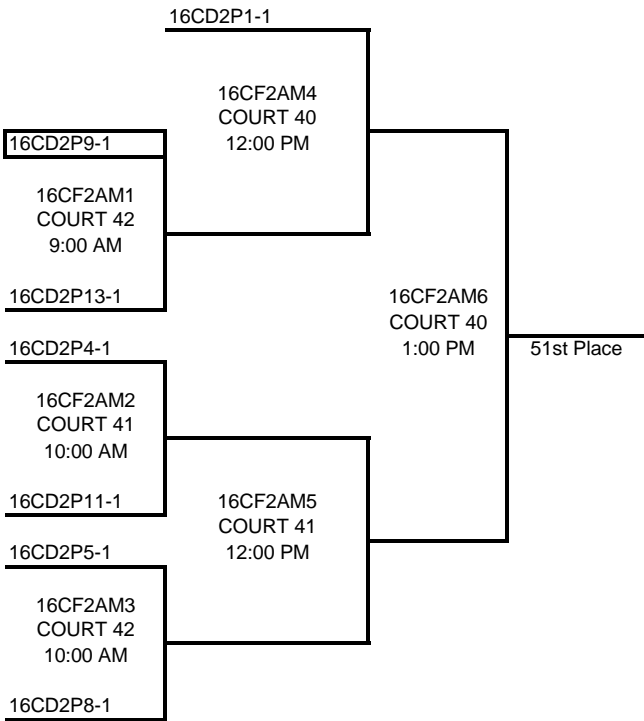 16CD2P1-1
16CF2AM4
COURT 40
12:00 PM
16CD2P9-1
16CF2AM1
COURT 42
9:00 AM
16CD2P13-1
16CF2AM6
COURT 40
1:00 PM
51st Place
16CD2P4-1
16CF2AM2
COURT 41
10:00 AM
16CD2P11-1
16CF2AM5
COURT 41
12:00 PM
16CD2P5-1
16CF2AM3
COURT 42
10:00 AM
16CD2P8-1